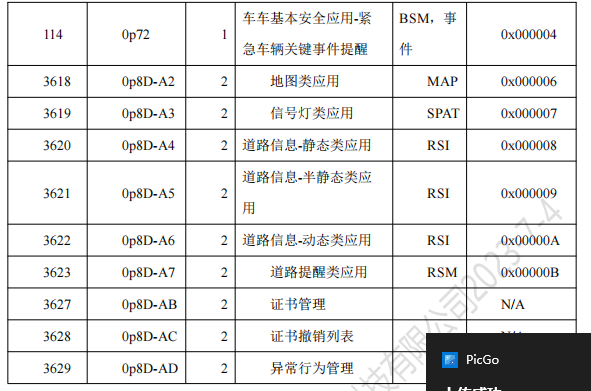 114 0p72 1 车车基本安全应用-紧急车辆关键事件提醒 BSM，事件 0x000004
3618 0p8D-A2 2 地图类应用 MAP 0x000006
3619 0p8D-A3 2 信号灯类应用 SPAT 0x000007
3620 0p8D-A4 2 道路信息-静态类应用 RSI 0x000008
3621 0p8D-A5 2 道路信息-半静态类应用 RSI 0x000009
3622 0p8D-A6 2 道路信息-动态类应用 RSI 0x00000A
3623 0p8D-A7 2 道路提醒类应用 RSM 0x00000B
3627 0p8D-AB 2 证书管理 N/A
3628 0p8D-AC 2 证书撤销列表
3629 0p8D-AD 2 异常行为管理
技有限公司2023-7-4
PicGo